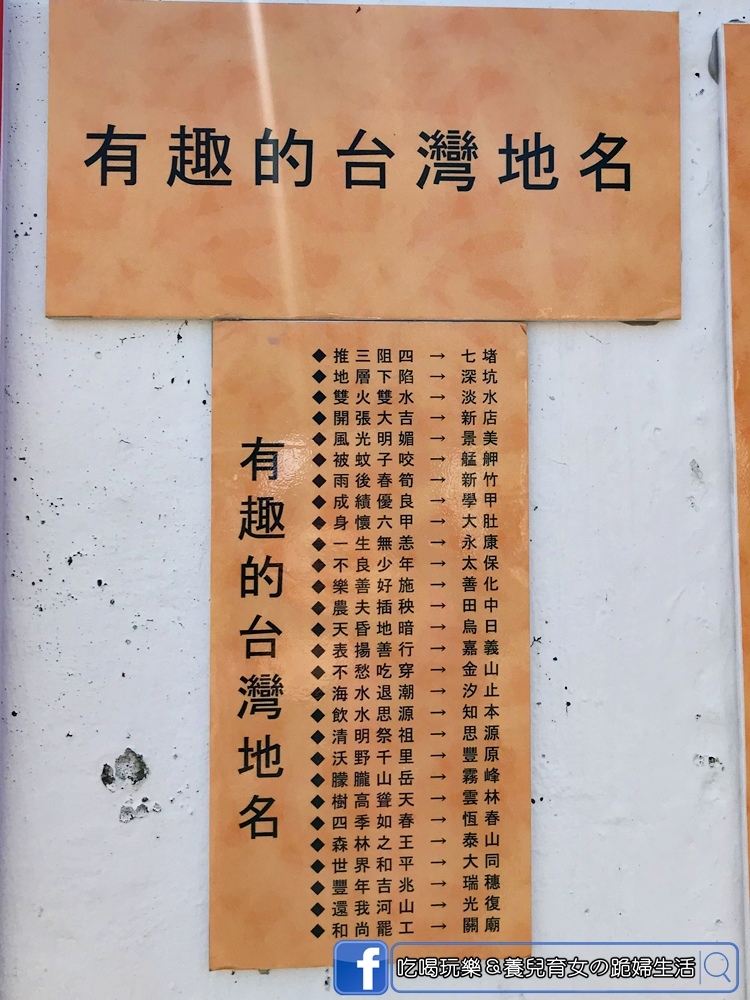 有趣的台灣地名
有趣的台灣地名
◆推三阻四→七堵
◆地層下陷→深坑
◆雙火雙水→淡水
◆開張大吉→新店
◆風光明媚→景美
◆被蚊子咬→艋舺
◆雨後春筍→新竹
◆成績優良→學甲
◆身懷六甲→大肚
◆一生無恙→永康
◆不良少年→太保
◆樂善好施→善化
◆農夫插秧→田中
◆天昏地暗→烏日
◆表揚善行→嘉義
◆不愁吃穿→金山
◆海水退潮→汐止
◆飲水思源→知本
◆清明祭祖→思源
◆沃野千里→豐原
◆朦朧山岳→霧峰
◆樹高聳天→雲林
◆四季如春→恆春
◆森林之王→泰山
◆世界和平→大同
◆豐年吉兆→瑞穗
◆還我河山→光復
◆和尚罷工→關廟
吃喝玩樂&養兒育女の跪婦生活